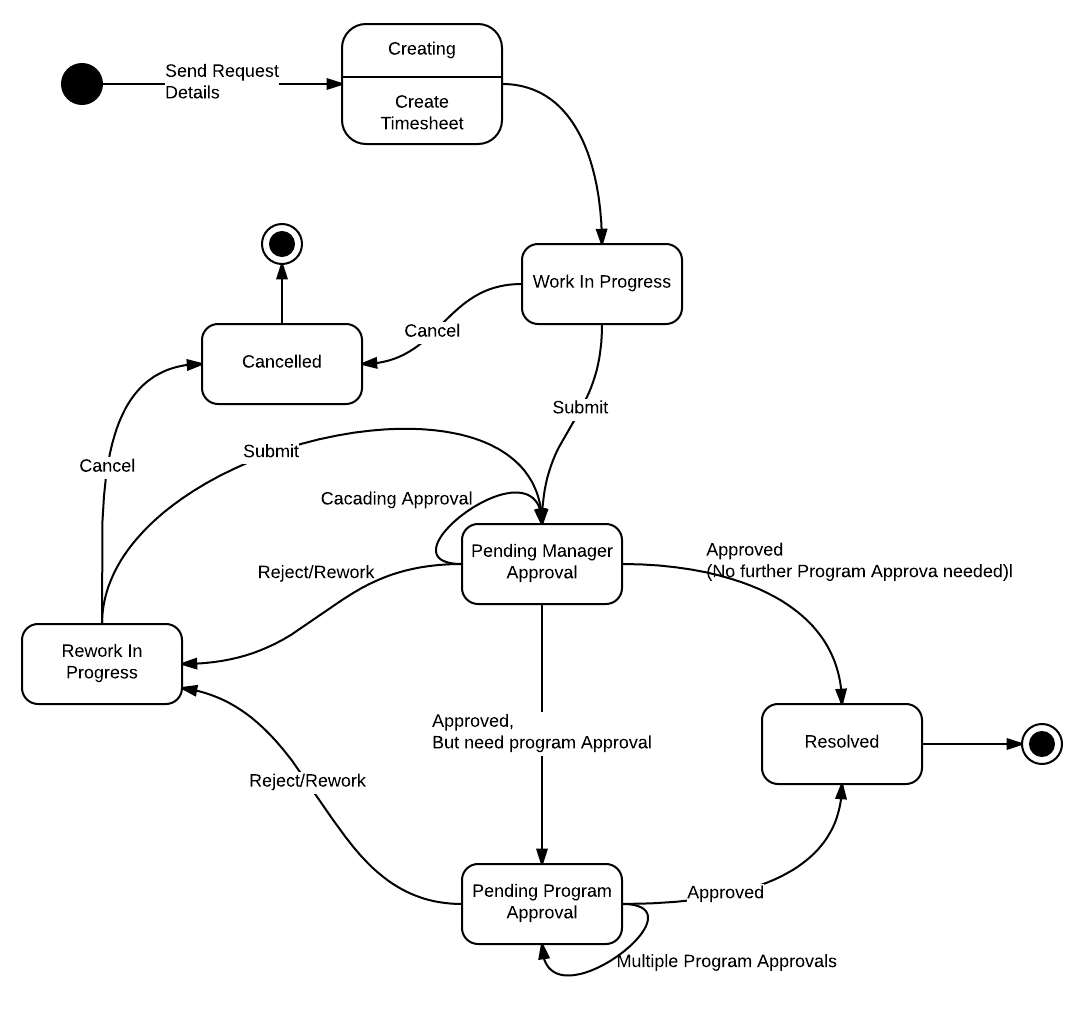 Creating
Send Request
Details
Create
Timesheet
Work In Progress
Cancel
Cancelled
Submit
Submit
Cancel
Cacading Approval
Pending Manager
Approval
Approved
(No further Program Approva needed)l
Reject/Rework
Rework In
Progress
Approved,
But need program Approval
Resolved
Reject/Rework
Pending Program
Approval
Approved
Multiple Program Approvals